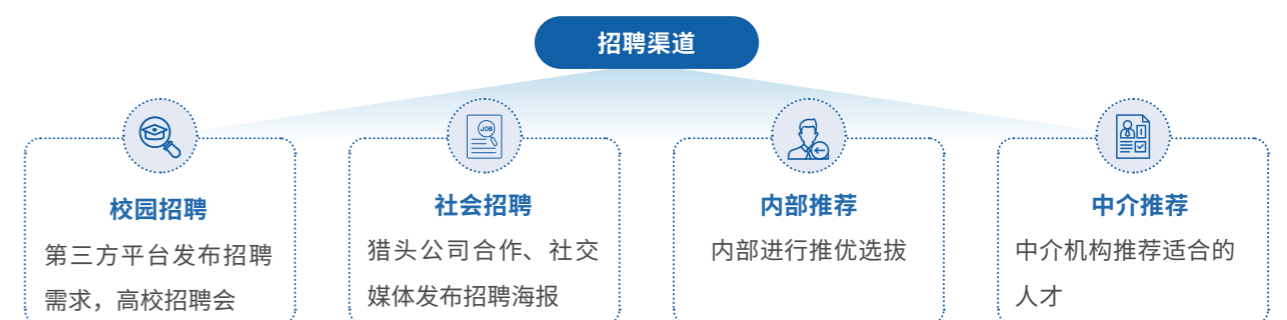 招聘渠道
校园招聘
第三方平台发布招聘
需求，高校招聘会
JOB
社会招聘
猎头公司合作、社交
媒体发布招聘海报
内部推荐
内部进行推优选拔
中介推荐
中介机构推荐适合的
人才